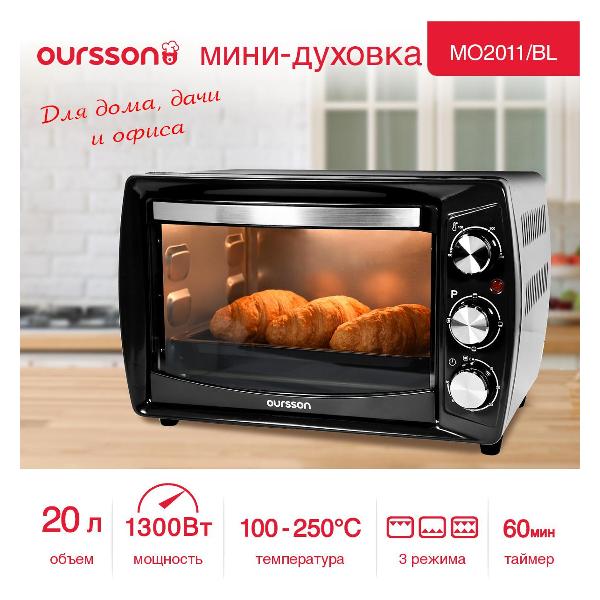 oursson
мини-духовка
MO2011/BL
Для дома, дачи
и офиса
P
oursson
20 л
объем
1300Вт
мощность
100 - 250°С
температура
3 режима
60мин
таймер